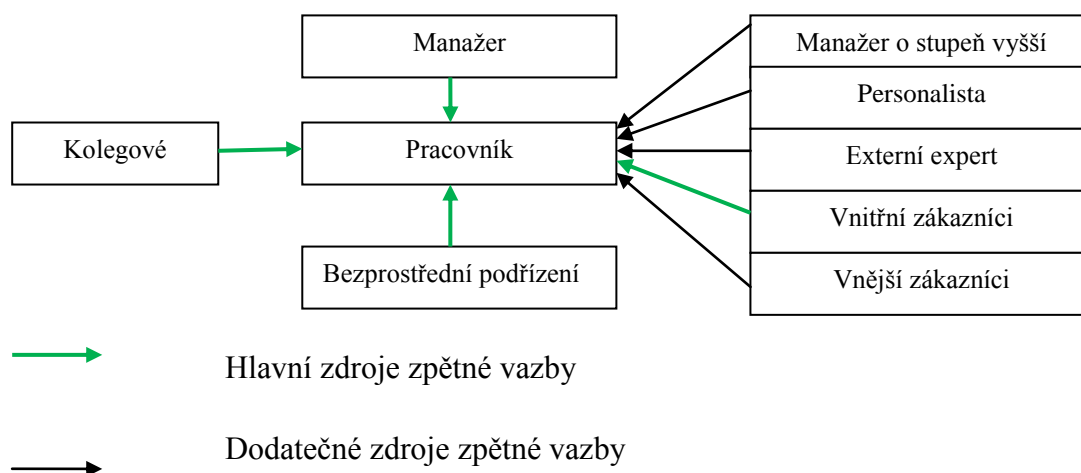 Manažer
Manažer o stupeň vyšší
Personalista
Kolegové
Pracovník
Externí expert
Vnitřní zákazníci
Bezprostřední podřízení
Vnější zákazníci
Hlavní zdroje zpětné vazby
Dodatečné zdroje zpětné vazby